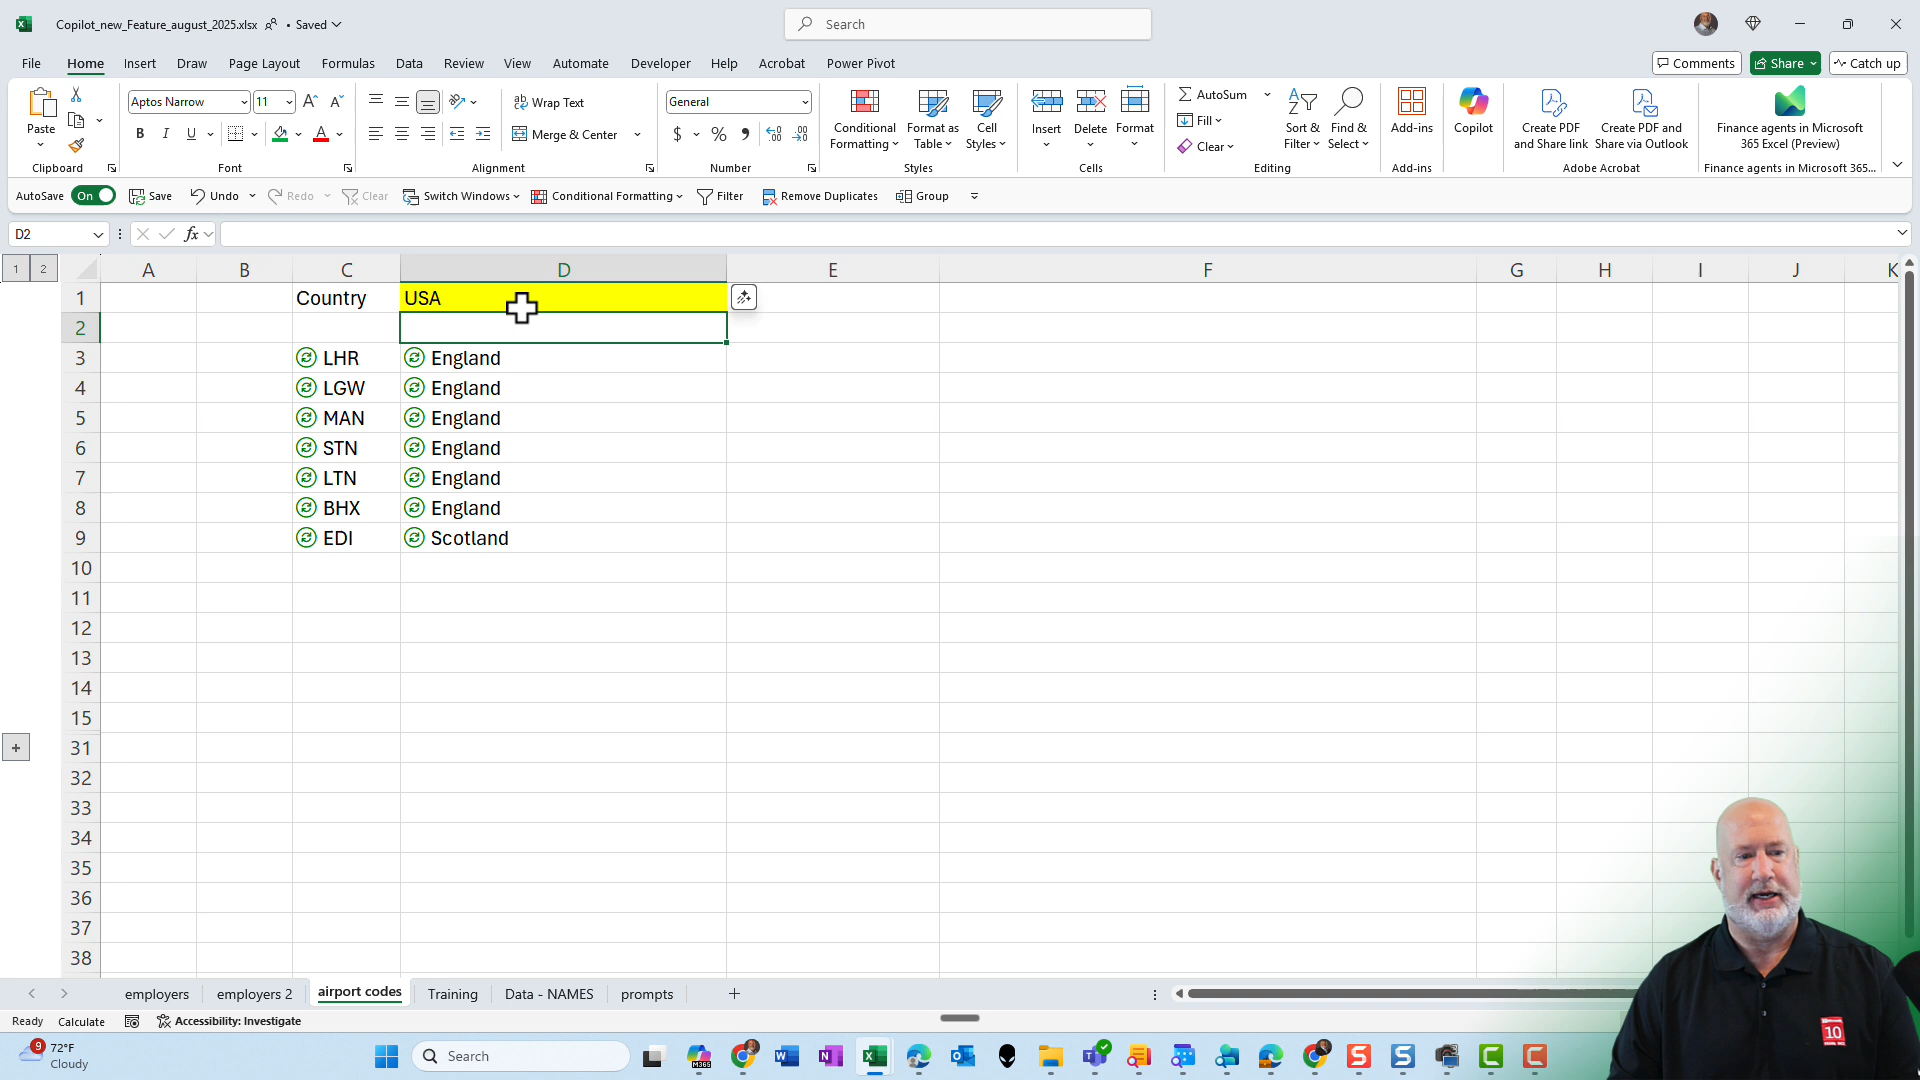 Copilot_new_Feature_august_2025.xlsx • Saved
Search
File Home Insert Draw Page Layout Formulas Data Review View Automate Developer Help Acrobat Power Pivot
Comments Share Catch up
Paste
Clipboard
Aptos Narrow 11
B I U
Font
Wrap Text
Merge & Center
Alignment
General
$ % ,
Number
Conditional Formatting
Format as Table
Cell Styles
Styles
Insert Delete Format
Cells
AutoSum
Fill
Clear
Sort & Filter
Find & Select
Editing
Add-ins
Add-ins
Copilot
Create PDF and Share link
Create PDF and Share via Outlook
Adobe Acrobat
Finance agents in Microsoft 365 Excel (Preview)
Finance agents in Microsoft 365...
AutoSave On Save Undo Redo Clear Switch Windows Conditional Formatting Filter Remove Duplicates Group
D2 fx
1 2 A B C D E F G H I J K
1 Country USA
2
3 LHR England
4 LGW England
5 MAN England
6 STN England
7 LTN England
8 BHX England
9 EDI Scotland
10
11
12
13
14
15
31
32
33
34
35
36
37
38
employers employers 2 airport codes Training Data - NAMES prompts
Ready Calculate Accessibility: Investigate
9 72°F
Cloudy
Search
M365
10